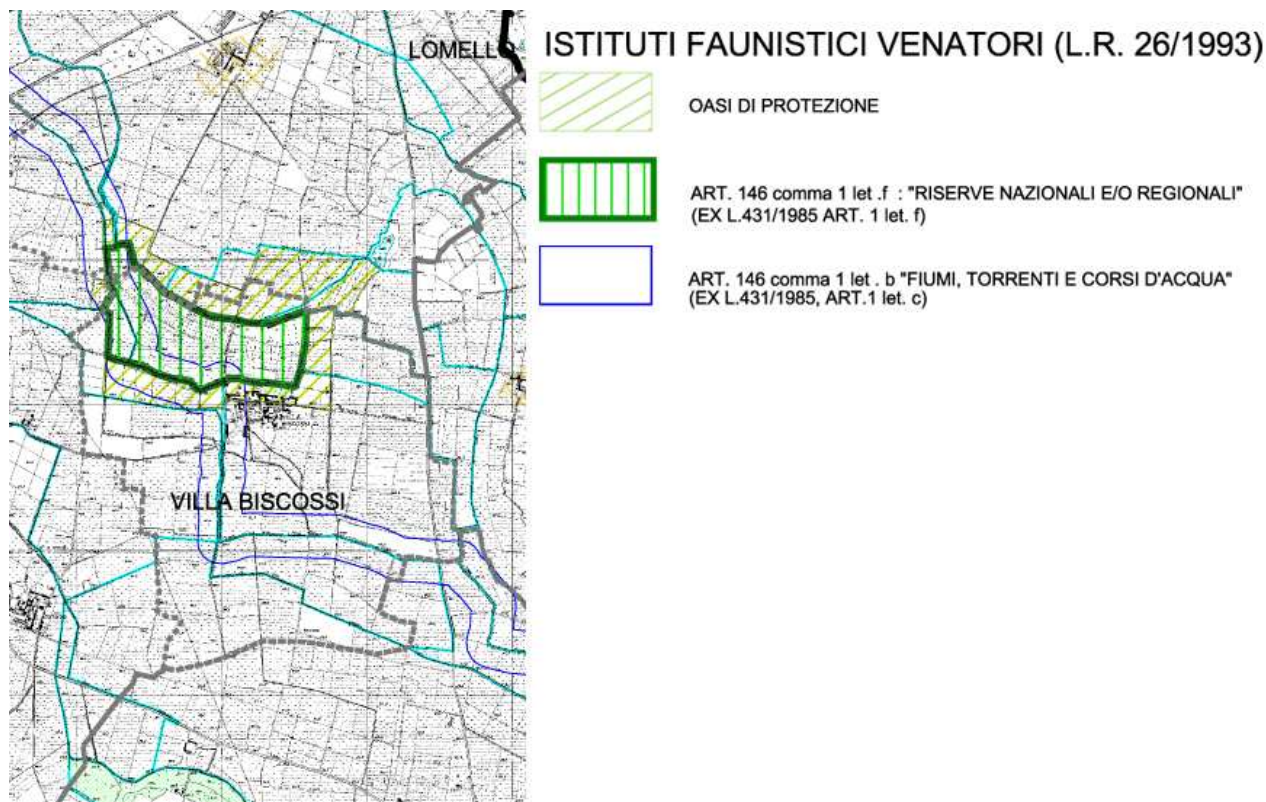 LOMELLO
VILLA BISCOSSI
ISTITUTI FAUNISTICI VENATORI (L.R. 26/1993)
OASI DI PROTEZIONE
ART. 146 comma 1 let .f : "RISERVE NAZIONALI E/O REGIONALI"
(EX L.431/1985 ART. 1 let. f)
ART. 146 comma 1 let . b "FIUMI, TORRENTI E CORSI D'ACQUA"
(EX L.431/1985, ART.1 let. c)